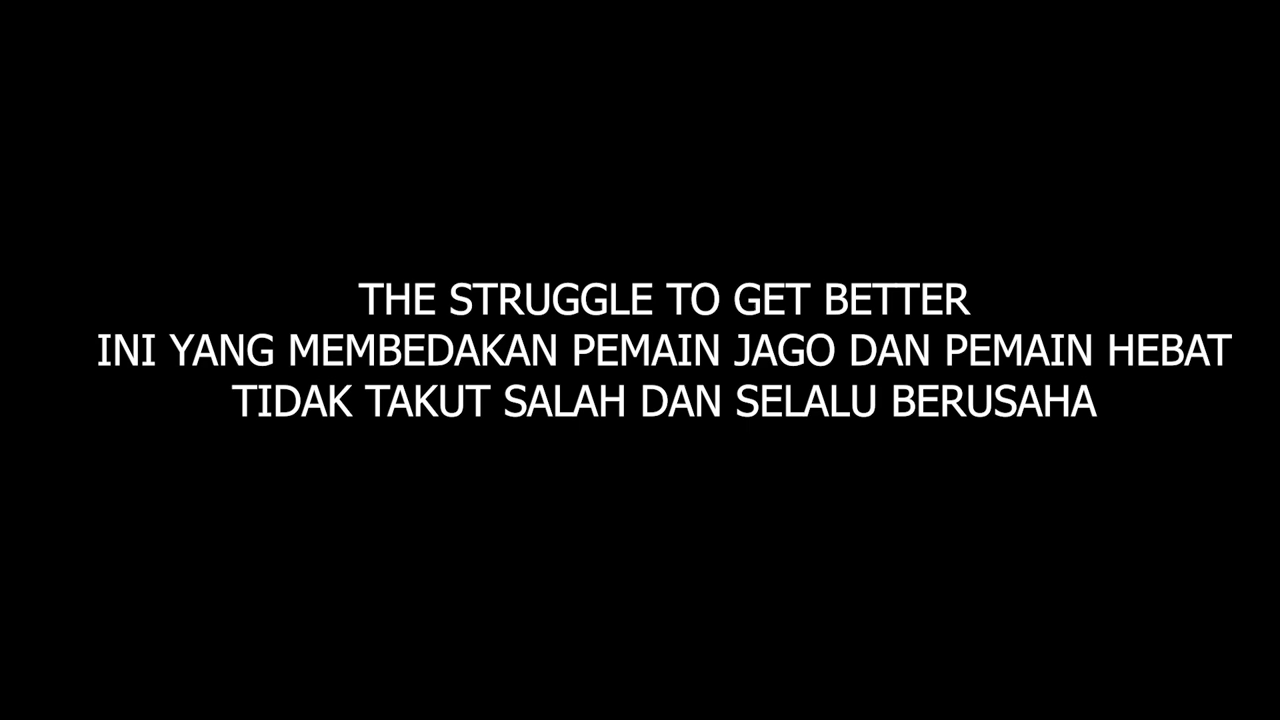 THE STRUGGLE TO GET BETTER
INI YANG MEMBEDAKAN PEMAIN JAGO DAN PEMAIN HEBAT
TIDAK TAKUT SALAH DAN SELALU BERUSAHA